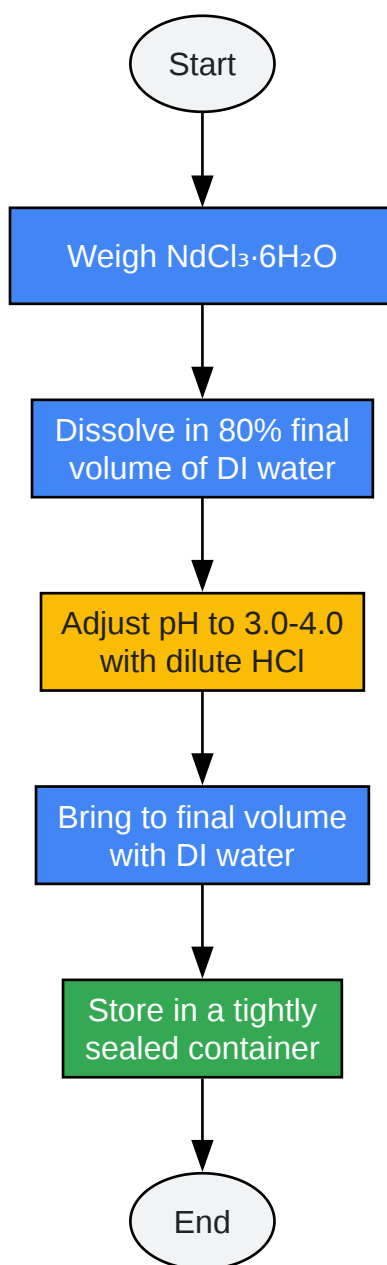 Start
Weigh NdCl₃·6H₂O
Dissolve in 80% final
volume of DI water
Adjust pH to 3.0-4.0
with dilute HCl
Bring to final volume
with DI water
Store in a tightly
sealed container
End